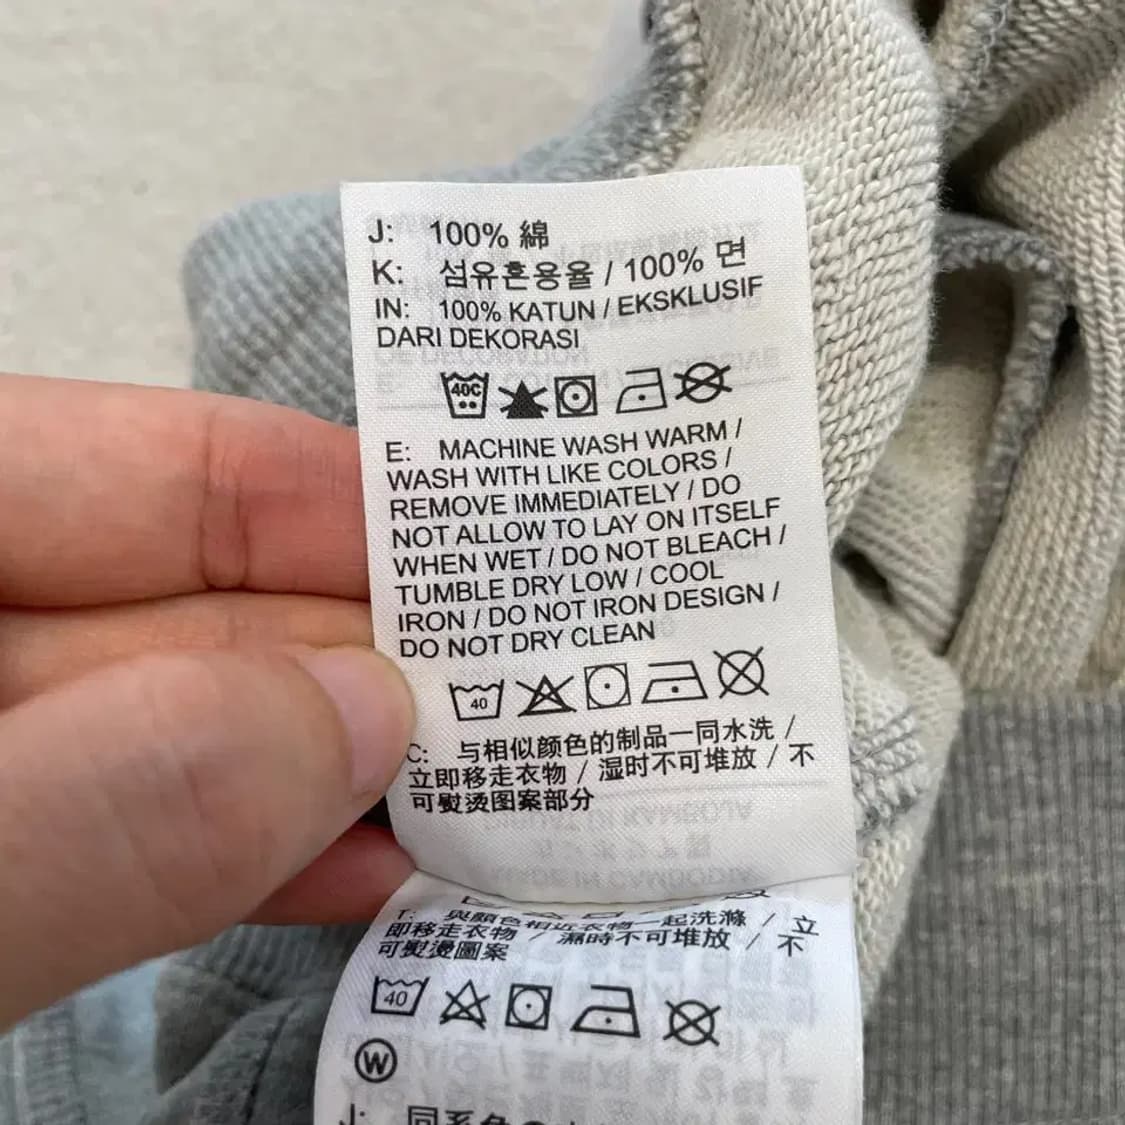 J: 100% 綿
K: 섬유혼용율 / 100% 면
IN: 100% KATUN / EKSKLUSIF
DARI DEKORASI
40C
E: MACHINE WASH WARM /
WASH WITH LIKE COLORS /
REMOVE IMMEDIATELY / DO
NOT ALLOW TO LAY ON ITSELF
WHEN WET / DO NOT BLEACH /
TUMBLE DRY LOW / COOL
IRON / DO NOT IRON DESIGN /
DO NOT DRY CLEAN
40
C: 与相似颜色的制品一同水洗 /
立即移走衣物 / 湿时不可堆放 / 不
可熨烫图案部分
T: 與顏色相近衣物一起洗滌 / 立
即移走衣物 / 濕時不可堆放 / 不
可熨燙圖案
40
W
J: 同系色の